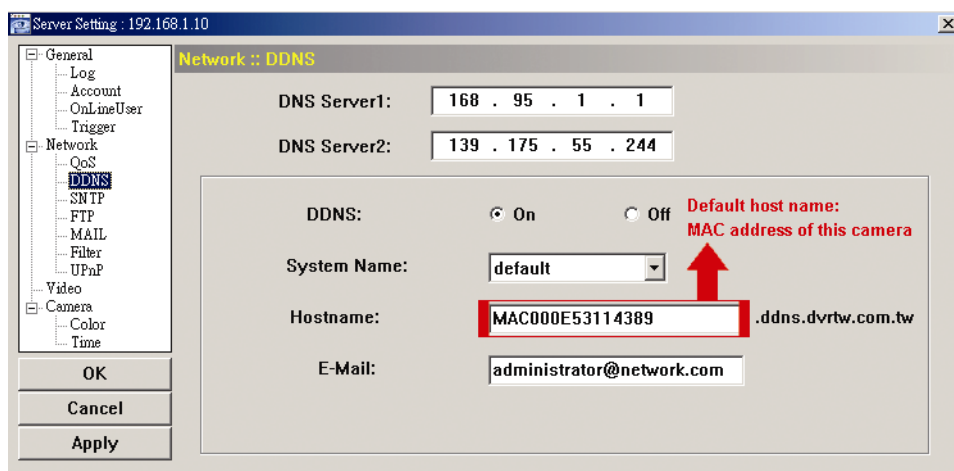 Server Setting : 192.168.1.10
General
Log
Account
OnLineUser
Trigger
Network
QoS
DDNS
SNTP
FTP
MAIL
Filter
UPnP
Video
Camera
Color
Time
OK
Cancel
Apply
Network :: DDNS
DNS Server1: 168 . 95 . 1 . 1
DNS Server2: 139 . 175 . 55 . 244
DDNS: On Off
Default host name:
MAC address of this camera
System Name: default
Hostname: MAC000E53114389 .ddns.dvrtw.com.tw
E-Mail: administrator@network.com